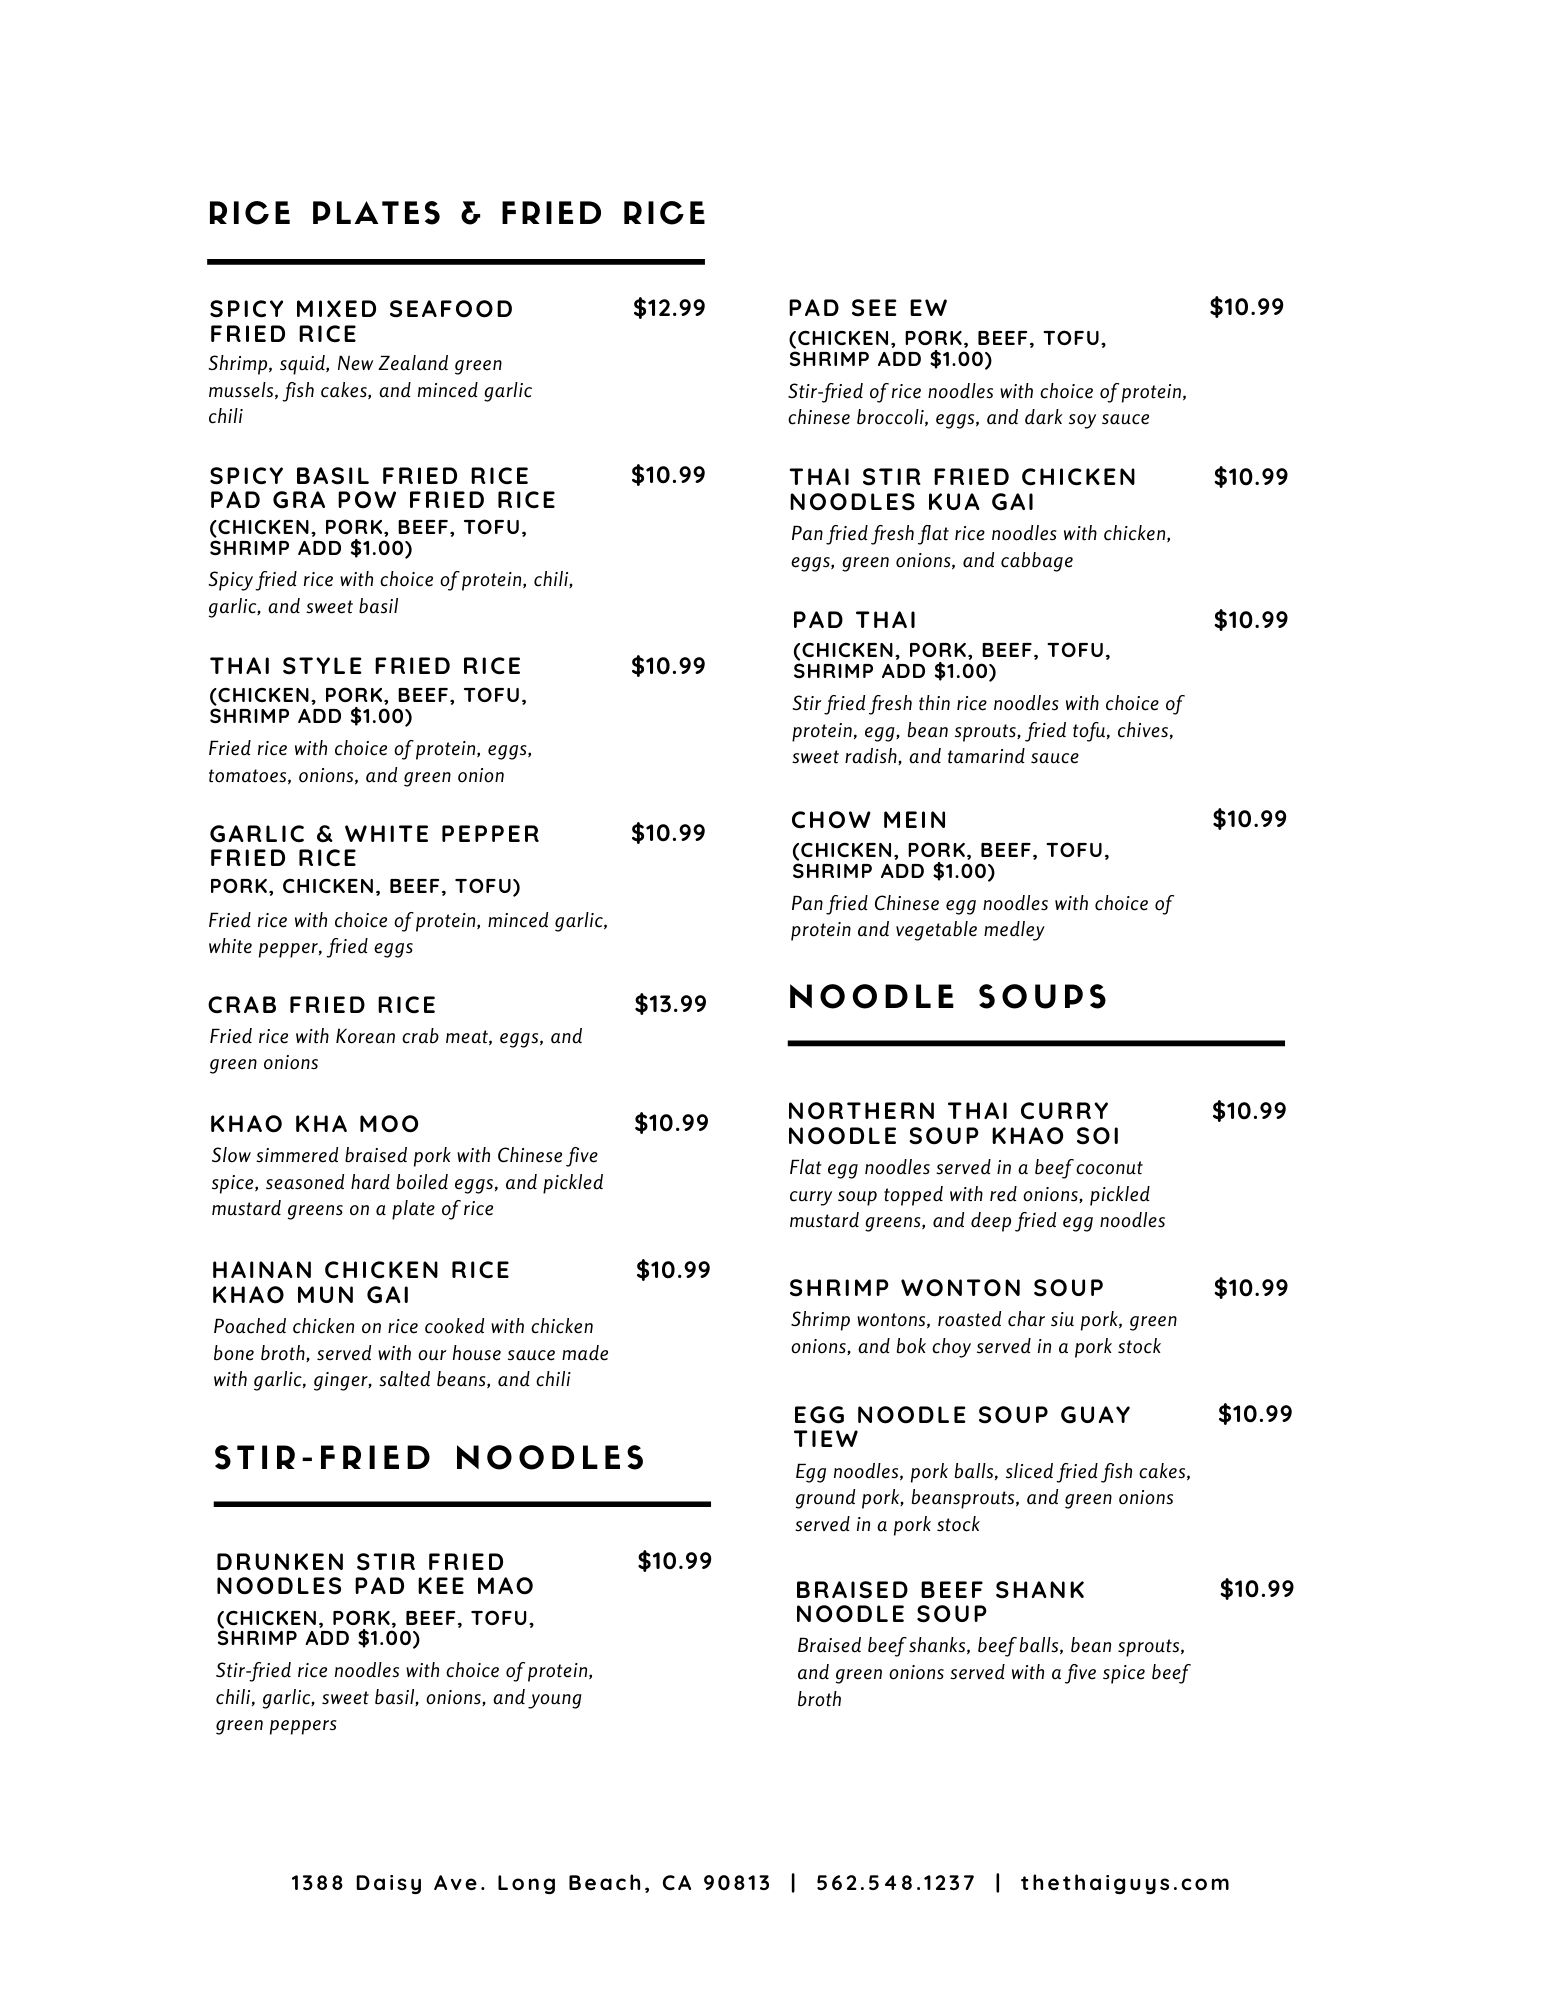 RICE PLATES & FRIED RICE
SPICY MIXED SEAFOOD $12.99
FRIED RICE
Shrimp, squid, New Zealand green
mussels, fish cakes, and minced garlic
chili
SPICY BASIL FRIED RICE $10.99
PAD GRA POW FRIED RICE
(CHICKEN, PORK, BEEF, TOFU,
SHRIMP ADD $1.00)
Spicy fried rice with choice of protein, chili,
garlic, and sweet basil
THAI STYLE FRIED RICE $10.99
(CHICKEN, PORK, BEEF, TOFU,
SHRIMP ADD $1.00)
Fried rice with choice of protein, eggs,
tomatoes, onions, and green onion
GARLIC & WHITE PEPPER $10.99
FRIED RICE
PORK, CHICKEN, BEEF, TOFU)
Fried rice with choice of protein, minced garlic,
white pepper, fried eggs
CRAB FRIED RICE $13.99
Fried rice with Korean crab meat, eggs, and
green onions
KHAO KHA MOO $10.99
Slow simmered braised pork with Chinese five
spice, seasoned hard boiled eggs, and pickled
mustard greens on a plate of rice
HAINAN CHICKEN RICE $10.99
KHAO MUN GAI
Poached chicken on rice cooked with chicken
bone broth, served with our house sauce made
with garlic, ginger, salted beans, and chili
STIR-FRIED NOODLES
DRUNKEN STIR FRIED $10.99
NOODLES PAD KEE MAO
(CHICKEN, PORK, BEEF, TOFU,
SHRIMP ADD $1.00)
Stir-fried rice noodles with choice of protein,
chili, garlic, sweet basil, onions, and young
green peppers
PAD SEE EW $10.99
(CHICKEN, PORK, BEEF, TOFU,
SHRIMP ADD $1.00)
Stir-fried of rice noodles with choice of protein,
chinese broccoli, eggs, and dark soy sauce
THAI STIR FRIED CHICKEN $10.99
NOODLES KUA GAI
Pan fried fresh flat rice noodles with chicken,
eggs, green onions, and cabbage
PAD THAI $10.99
(CHICKEN, PORK, BEEF, TOFU,
SHRIMP ADD $1.00)
Stir fried fresh thin rice noodles with choice of
protein, egg, bean sprouts, fried tofu, chives,
sweet radish, and tamarind sauce
CHOW MEIN $10.99
(CHICKEN, PORK, BEEF, TOFU,
SHRIMP ADD $1.00)
Pan fried Chinese egg noodles with choice of
protein and vegetable medley
NOODLE SOUPS
NORTHERN THAI CURRY $10.99
NOODLE SOUP KHAO SOI
Flat egg noodles served in a beef coconut
curry soup topped with red onions, pickled
mustard greens, and deep fried egg noodles
SHRIMP WONTON SOUP $10.99
Shrimp wontons, roasted char siu pork, green
onions, and bok choy served in a pork stock
EGG NOODLE SOUP GUAY $10.99
TIEW
Egg noodles, pork balls, sliced fried fish cakes,
ground pork, beansprouts, and green onions
served in a pork stock
BRAISED BEEF SHANK $10.99
NOODLE SOUP
Braised beef shanks, beef balls, bean sprouts,
and green onions served with a five spice beef
broth
1388 Daisy Ave. Long Beach, CA 90813 | 562.548.1237 | thethaiguys.com